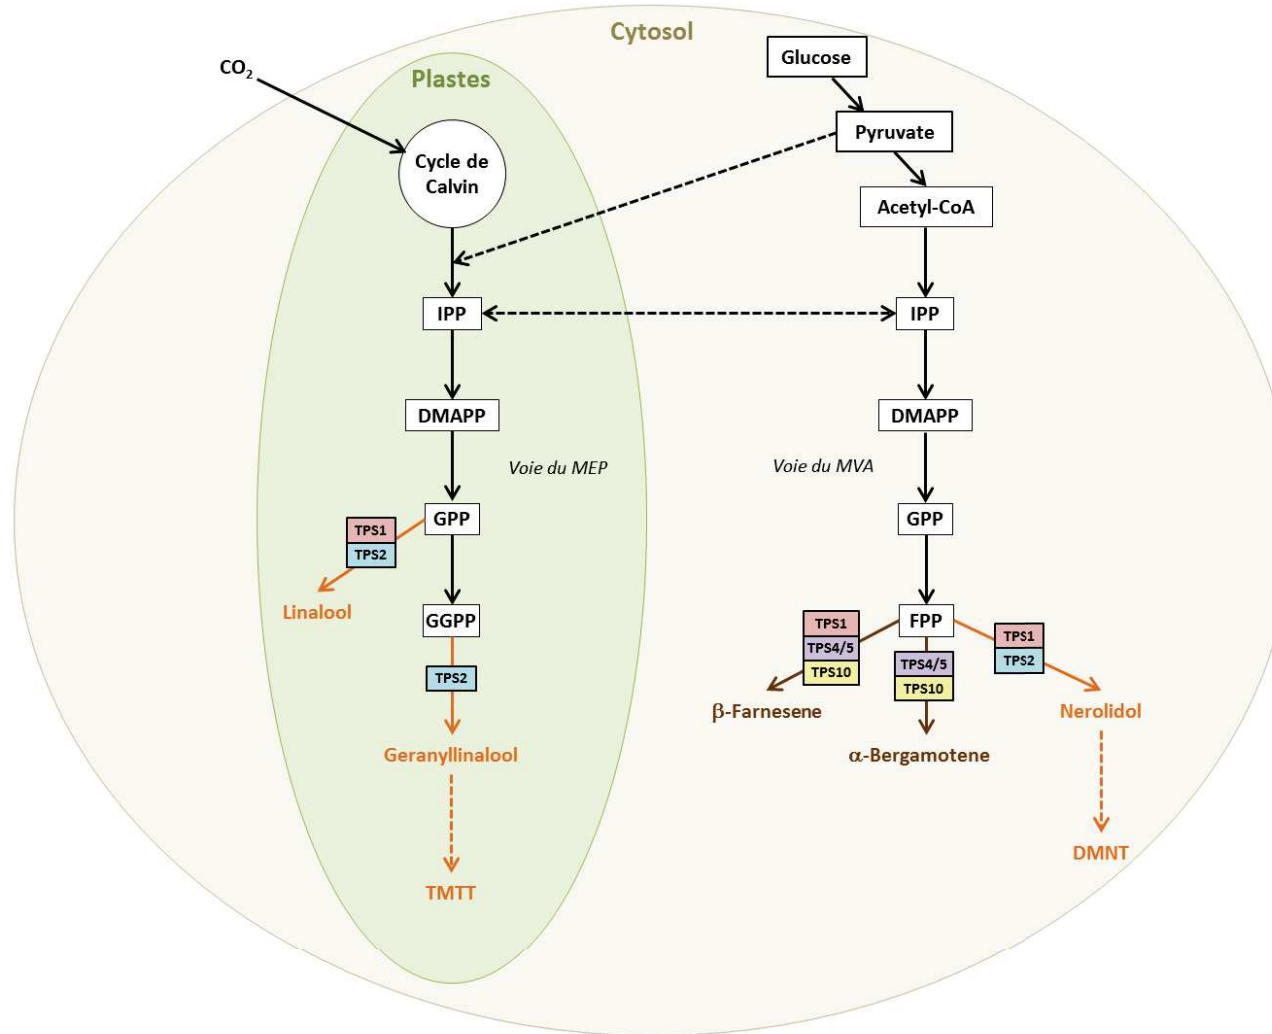 Cytosol
Glucose
CO₂
Plastes
Pyruvate
Cycle de
Calvin
Acetyl-CoA
IPP
IPP
DMAPP
DMAPP
Voie du MEP
Voie du MVA
GPP
GPP
TPS1
TPS2
Linalool
GGPP
FPP
TPS1
TPS4/5
TPS10
TPS4/5
TPS10
TPS1
TPS2
TPS2
β-Farnesene
Nerolidol
Geranyllinalool
α-Bergamotene
DMNT
TMTT